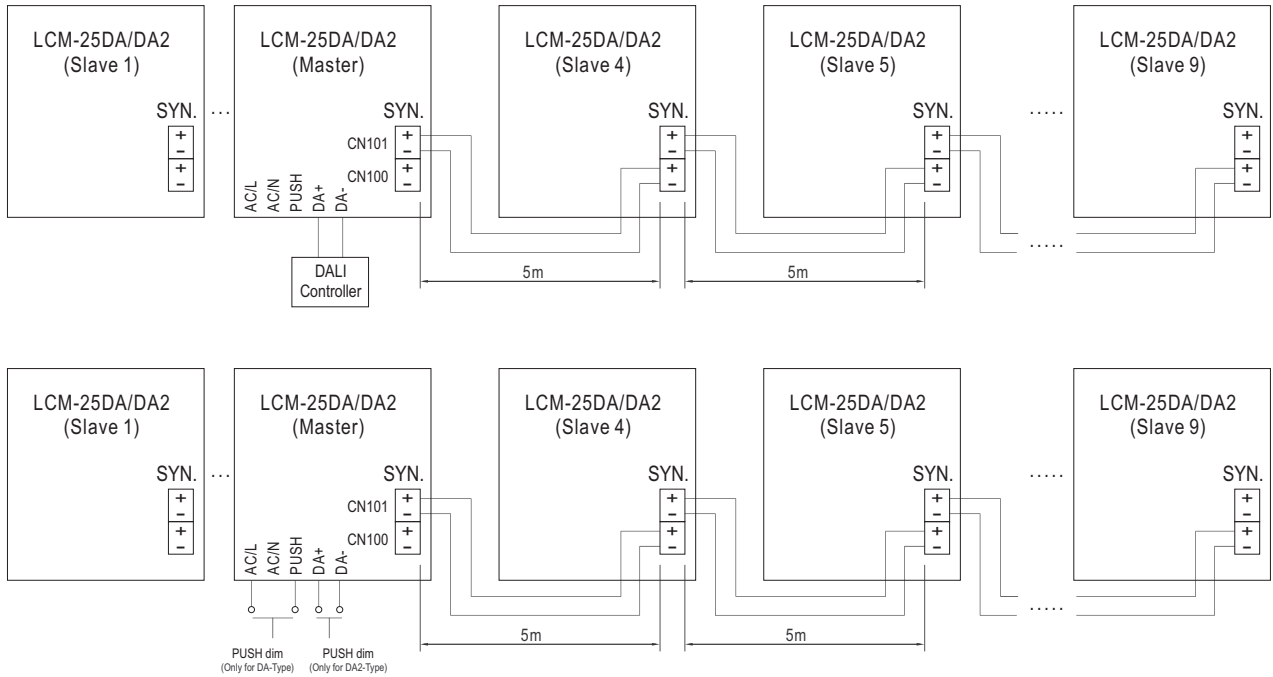 LCM-25DA/DA2
(Slave 1)
SYN.
+
-
+
-
...
LCM-25DA/DA2
(Master)
SYN.
CN101
+
-
CN100
+
-
AC/L
AC/N
PUSH
DA+
DA-
DALI
Controller
LCM-25DA/DA2
(Slave 4)
SYN.
+
-
+
-
LCM-25DA/DA2
(Slave 5)
SYN.
+
-
+
-
.....
.....
LCM-25DA/DA2
(Slave 9)
SYN.
+
-
+
-
5m
5m
LCM-25DA/DA2
(Slave 1)
SYN.
+
-
+
-
...
LCM-25DA/DA2
(Master)
SYN.
CN101
+
-
CN100
+
-
AC/L
AC/N
PUSH
DA+
DA-
PUSH dim
(Only for DA-Type)
PUSH dim
(Only for DA2-Type)
LCM-25DA/DA2
(Slave 4)
SYN.
+
-
+
-
LCM-25DA/DA2
(Slave 5)
SYN.
+
-
+
-
.....
.....
LCM-25DA/DA2
(Slave 9)
SYN.
+
-
+
-
5m
5m